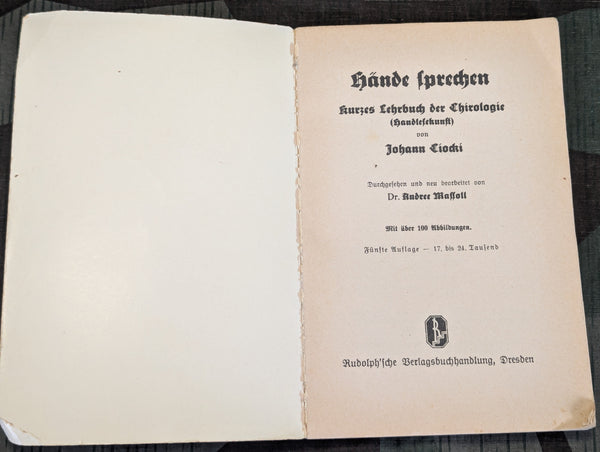 Hände sprechen
Kurzes Lehrbuch der Chirologie
(Handlesekunst)
von
Johann Ciocki
Durchgesehen und neu bearbeitet von
Dr. Andree Massoll
Mit über 100 Abbildungen.
Fünfte Auflage — 17. bis 24. Tausend
Rudolph'sche Verlagsbuchhandlung, Dresden